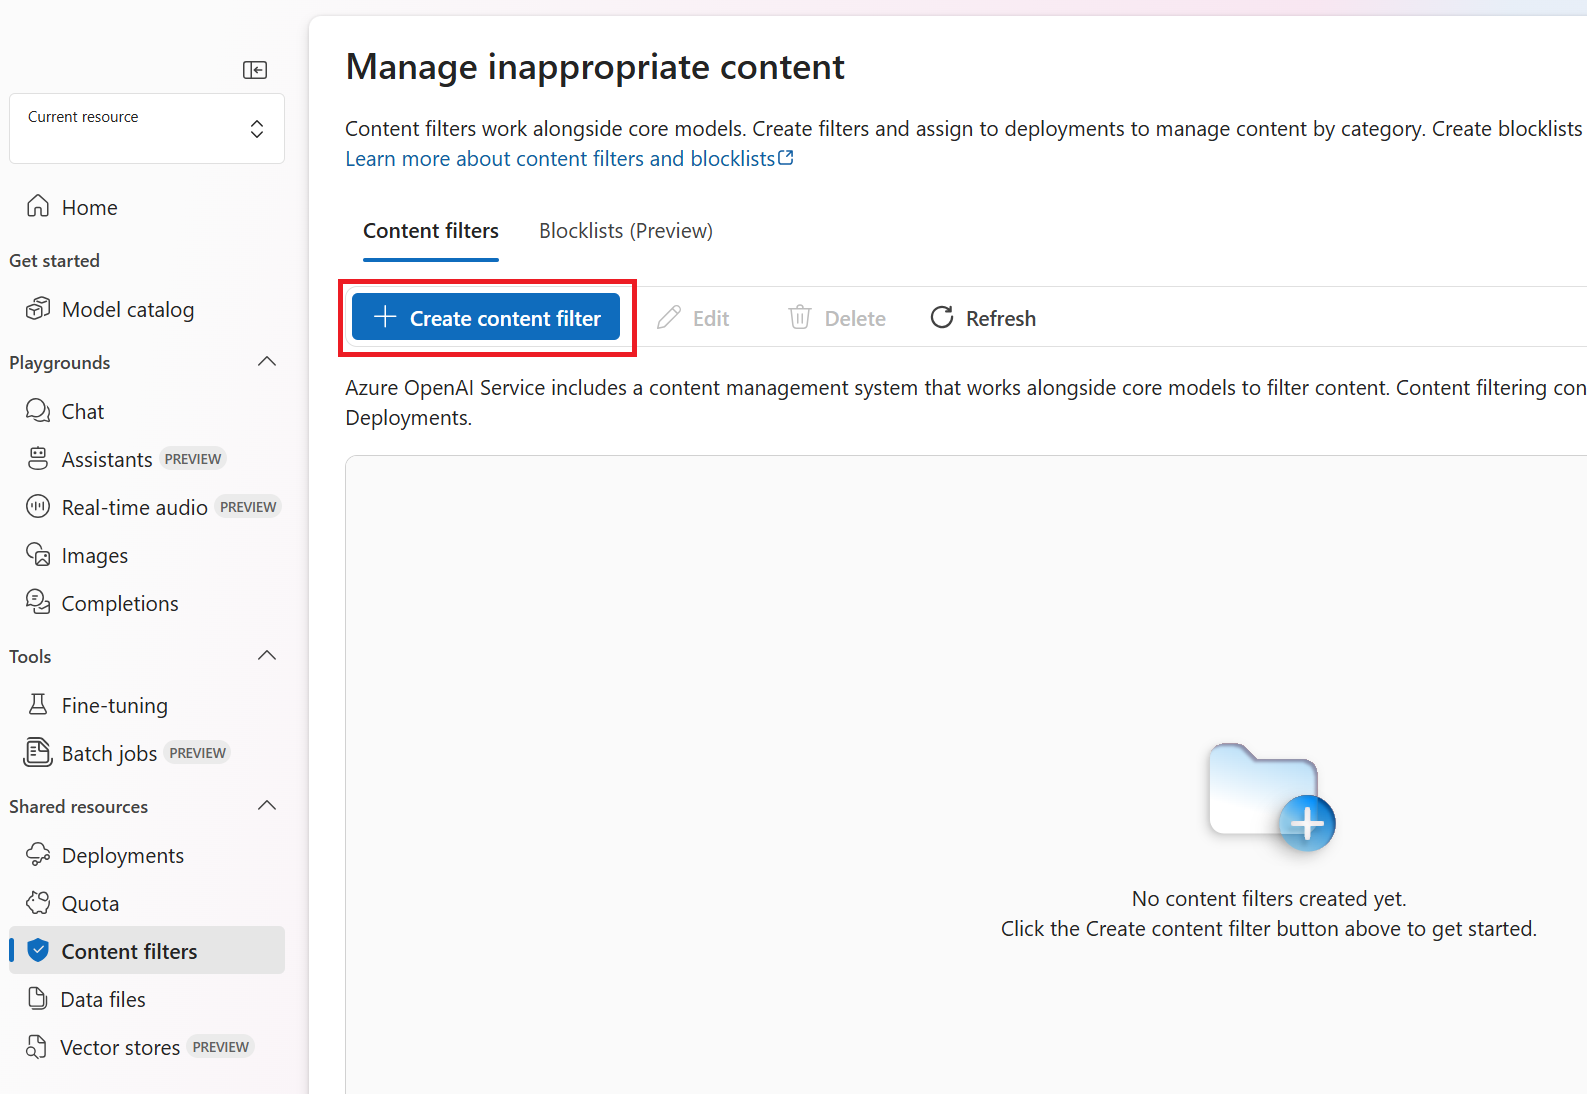 Current resource
Home
Get started
Model catalog
Playgrounds
Chat
Assistants PREVIEW
Real-time audio PREVIEW
Images
Completions
Tools
Fine-tuning
Batch jobs PREVIEW
Shared resources
Deployments
Quota
Content filters
Data files
Vector stores PREVIEW
Manage inappropriate content
Content filters work alongside core models. Create filters and assign to deployments to manage content by category. Create blocklists
Learn more about content filters and blocklists
Content filters Blocklists (Preview)
Create content filter Edit Delete Refresh
Azure OpenAI Service includes a content management system that works alongside core models to filter content. Content filtering con
Deployments.
No content filters created yet.
Click the Create content filter button above to get started.